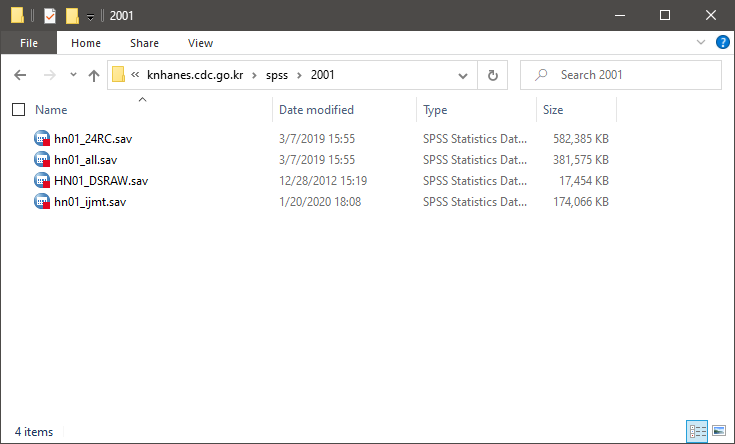 2001
File Home Share View
« knhanes.cdc.go.kr › spss › 2001 Search 2001
Name Date modified Type Size
hn01_24RC.sav 3/7/2019 15:55 SPSS Statistics Dat... 582,385 KB
hn01_all.sav 3/7/2019 15:55 SPSS Statistics Dat... 381,575 KB
HN01_DSRAW.sav 12/28/2012 15:19 SPSS Statistics Dat... 17,454 KB
hn01_ijmt.sav 1/20/2020 18:08 SPSS Statistics Dat... 174,066 KB
4 items